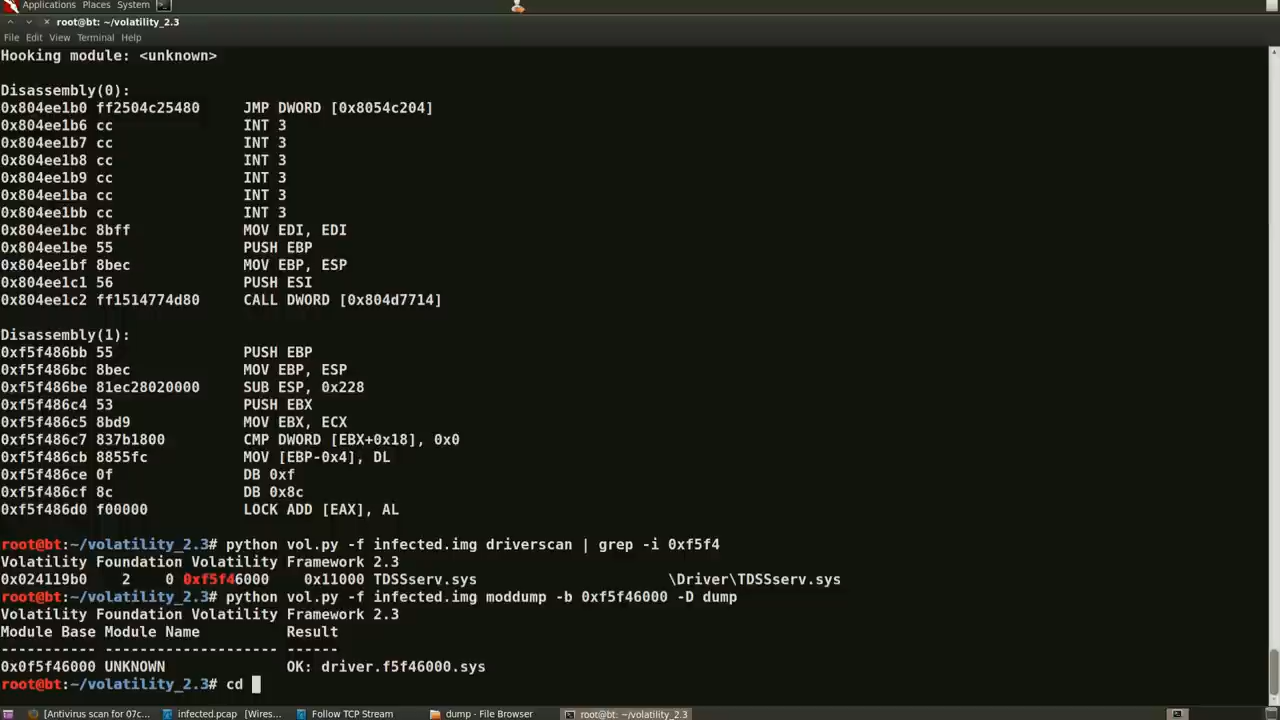 Applications Places System
root@bt: ~/volatility_2.3
File Edit View Terminal Help
Hooking module: <unknown>
Disassembly(0):
0x804ee1b0 ff2504c25480 JMP DWORD [0x8054c204]
0x804ee1b6 cc INT 3
0x804ee1b7 cc INT 3
0x804ee1b8 cc INT 3
0x804ee1b9 cc INT 3
0x804ee1ba cc INT 3
0x804ee1bb cc INT 3
0x804ee1bc 8bff MOV EDI, EDI
0x804ee1be 55 PUSH EBP
0x804ee1bf 8bec MOV EBP, ESP
0x804ee1c1 56 PUSH ESI
0x804ee1c2 ff1514774d80 CALL DWORD [0x804d7714]
Disassembly(1):
0xf5f486bb 55 PUSH EBP
0xf5f486bc 8bec MOV EBP, ESP
0xf5f486be 81ec28020000 SUB ESP, 0x228
0xf5f486c4 53 PUSH EBX
0xf5f486c5 8bd9 MOV EBX, ECX
0xf5f486c7 837b1800 CMP DWORD [EBX+0x18], 0x0
0xf5f486cb 8855fc MOV [EBP-0x4], DL
0xf5f486ce 0f DB 0xf
0xf5f486cf 8c DB 0x8c
0xf5f486d0 f00000 LOCK ADD [EAX], AL
root@bt:~/volatility_2.3# python vol.py -f infected.img driverscan | grep -i 0xf5f4
Volatility Foundation Volatility Framework 2.3
0x024119b0 2 0 0xf5f46000 0x11000 TDSSserv.sys \Driver\TDSSserv.sys
root@bt:~/volatility_2.3# python vol.py -f infected.img moddump -b 0xf5f46000 -D dump
Volatility Foundation Volatility Framework 2.3
Module Base Module Name Result
----------- -------------------- ------
0x0f5f46000 UNKNOWN OK: driver.f5f46000.sys
root@bt:~/volatility_2.3# cd
[Antivirus scan for 07c... infected.pcap [Wires... Follow TCP Stream dump - File Browser root@bt: ~/volatility_2.3